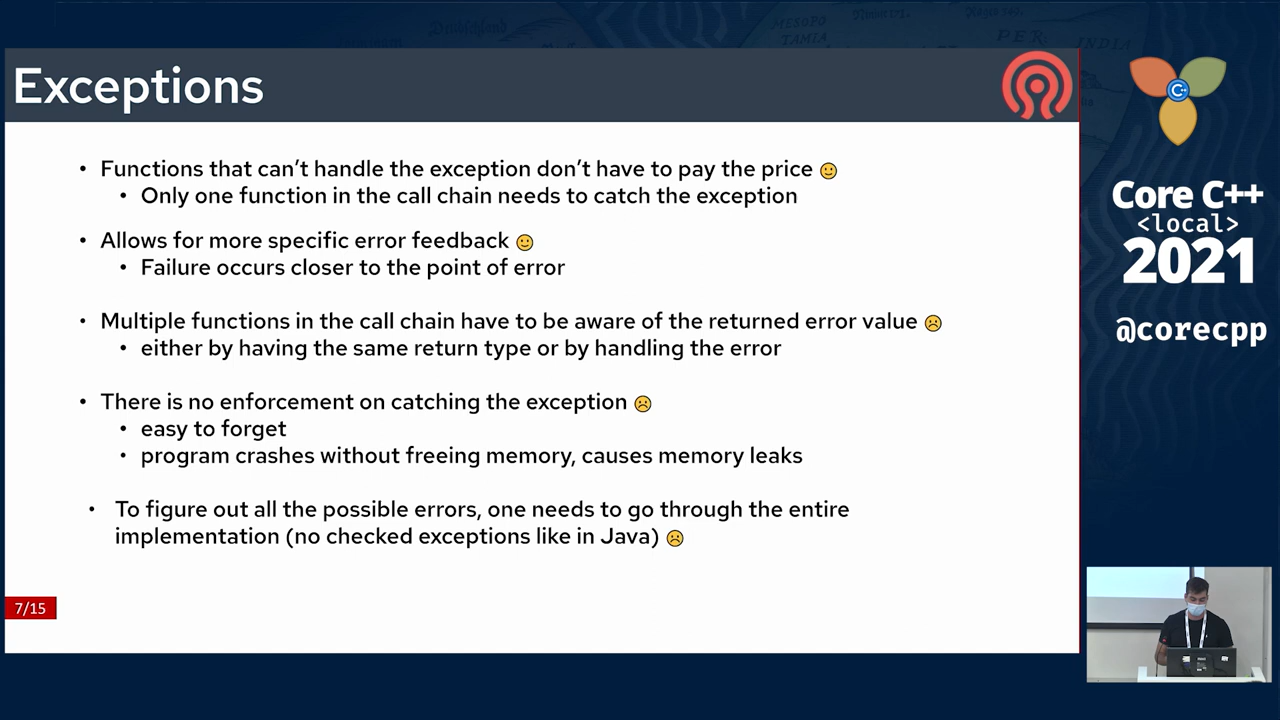 Deutschland
MESOPO
TAMIA
PER
INDIA
Exceptions
• Functions that can’t handle the exception don’t have to pay the price 🙂
• Only one function in the call chain needs to catch the exception
• Allows for more specific error feedback 🙂
• Failure occurs closer to the point of error
• Multiple functions in the call chain have to be aware of the returned error value ☹️
• either by having the same return type or by handling the error
• There is no enforcement on catching the exception ☹️
• easy to forget
• program crashes without freeing memory, causes memory leaks
• To figure out all the possible errors, one needs to go through the entire
implementation (no checked exceptions like in Java) ☹️
7/15
C++
Core C++
<local>
2021
@corecpp